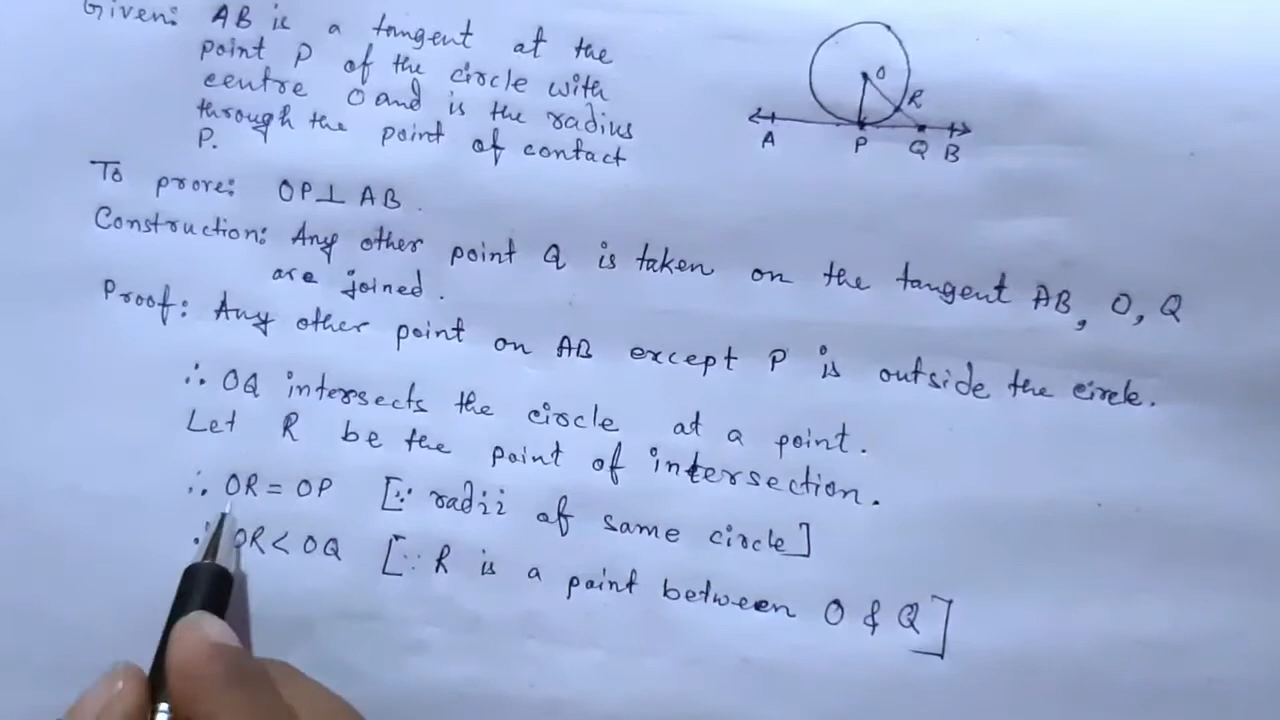 Given: AB is a tangent at the
point P of the circle with
centre O and is the radius
through the point of contact
P.
O
R
A
P
Q
B
To prove: OP⊥AB.
Construction: Any other point Q is taken on the tangent AB, O, Q
are joined.
Proof: Any other point on AB except P is outside the circle.
∴ OQ intersects the circle at a point.
Let R be the point of intersection.
∴ OR = OP [∵ radii of same circle]
∴ OR < OQ [∵ R is a point between O & Q]